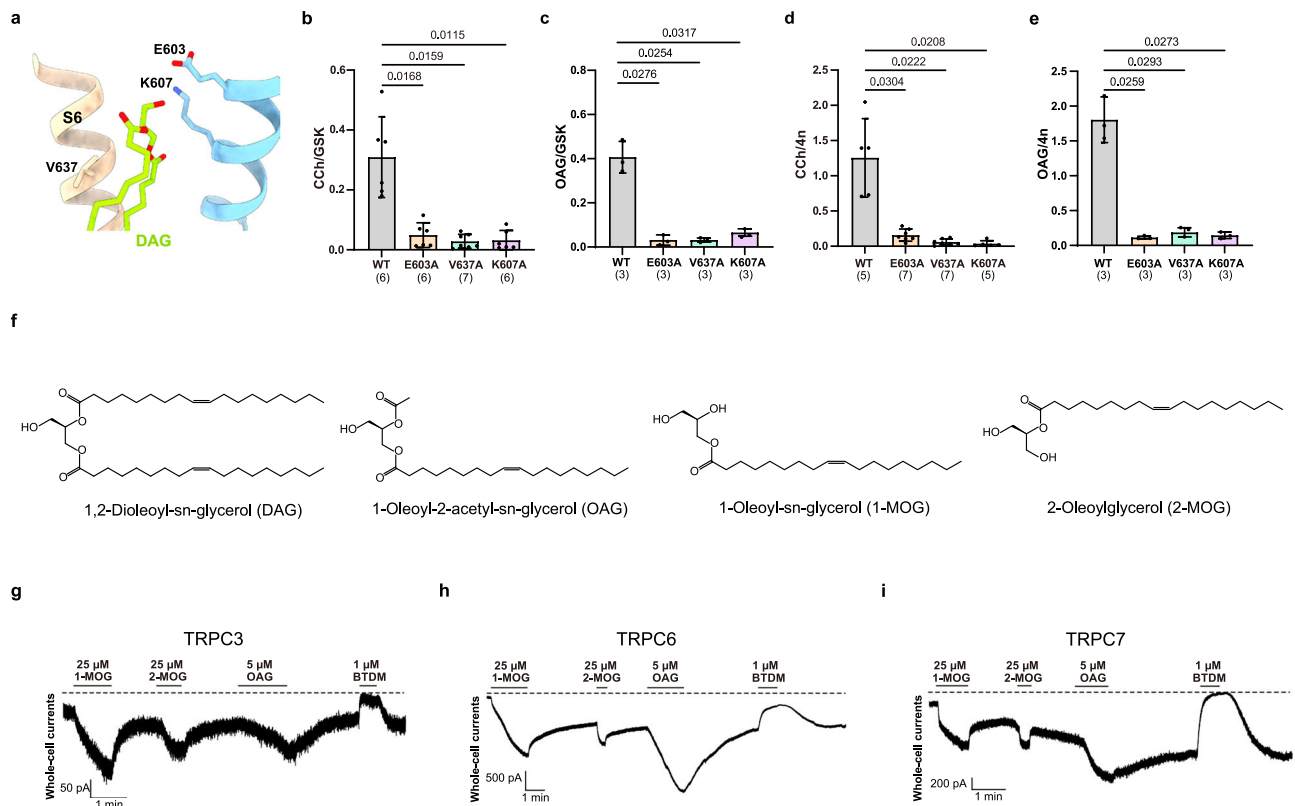 a
E603
K607
S6
V637
DAG
b
CCh/GSK
0.0115
0.0159
0.0168
0.6
0.4
0.2
0.0
WT E603A V637A K607A
(6) (6) (7) (6)
c
OAG/GSK
0.0317
0.0254
0.0276
0.8
0.6
0.4
0.2
0.0
WT E603A V637A K607A
(3) (3) (3) (3)
d
CCh/4n
0.0208
0.0222
0.0304
2.5
2.0
1.5
1.0
0.5
0.0
WT E603A V637A K607A
(5) (7) (7) (5)
e
OAG/4n
0.0273
0.0293
0.0259
2.5
2.0
1.5
1.0
0.5
0.0
WT E603A V637A K607A
(3) (3) (3) (3)
f
O
HO
O
O
O
1,2-Dioleoyl-sn-glycerol (DAG)
O
HO
O
O
O
1-Oleoyl-2-acetyl-sn-glycerol (OAG)
HO
OH
O
O
1-Oleoyl-sn-glycerol (1-MOG)
O
HO
O
OH
2-Oleoylglycerol (2-MOG)
g
TRPC3
25 μM 25 μM 5 μM 1 μM
1-MOG 2-MOG OAG BTDM
Whole-cell currents
50 pA
1 min
h
TRPC6
25 μM 25 μM 5 μM 1 μM
1-MOG 2-MOG OAG BTDM
Whole-cell currents
500 pA
1 min
i
TRPC7
25 μM 25 μM 5 μM 1 μM
1-MOG 2-MOG OAG BTDM
Whole-cell currents
200 pA
1 min